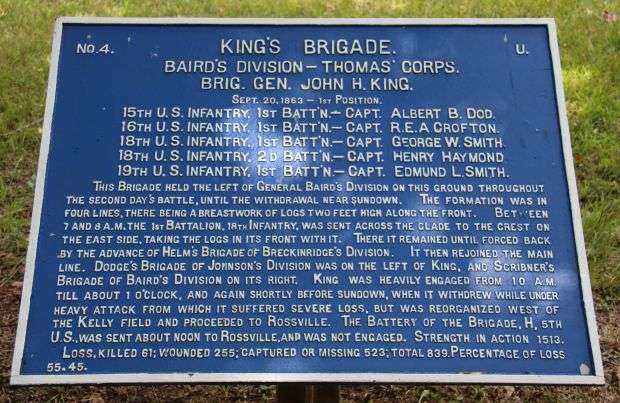 No. 4. KING'S BRIGADE. U.
BAIRD'S DIVISION – THOMAS' CORPS.
BRIG. GEN. JOHN H. KING.
SEPT. 20, 1863 – 1ST POSITION.
15TH U.S. INFANTRY, 1ST BATT'N.– CAPT. ALBERT B. DOD.
16TH U.S. INFANTRY, 1ST BATT'N.– CAPT. R.E.A. CROFTON.
18TH U.S. INFANTRY, 1ST BATT'N.– CAPT. GEORGE W. SMITH.
18TH U.S. INFANTRY, 2D BATT'N.– CAPT. HENRY HAYMOND.
19TH U.S. INFANTRY, 1ST BATT'N.– CAPT. EDMUND L. SMITH.
THIS BRIGADE HELD THE LEFT OF GENERAL BAIRD'S DIVISION ON THIS GROUND THROUGHOUT
THE SECOND DAY'S BATTLE, UNTIL THE WITHDRAWAL NEAR SUNDOWN. THE FORMATION WAS IN
FOUR LINES, THERE BEING A BREASTWORK OF LOGS TWO FEET HIGH ALONG THE FRONT. BETWEEN
7 AND 8 A.M. THE 1ST BATTALION, 18TH INFANTRY, WAS SENT ACROSS THE GLADE TO THE CREST ON
THE EAST SIDE, TAKING THE LOGS IN ITS FRONT WITH IT. THERE IT REMAINED UNTIL FORCED BACK
BY THE ADVANCE OF HELM'S BRIGADE OF BRECKINRIDGE'S DIVISION. IT THEN REJOINED THE MAIN
LINE. DODGE'S BRIGADE OF JOHNSON'S DIVISION WAS ON THE LEFT OF KING, AND SCRIBNER'S
BRIGADE OF BAIRD'S DIVISION ON ITS RIGHT. KING WAS HEAVILY ENGAGED FROM 10 A.M.
TILL ABOUT 1 O'CLOCK, AND AGAIN SHORTLY BEFORE SUNDOWN, WHEN IT WITHDREW WHILE UNDER
HEAVY ATTACK FROM WHICH IT SUFFERED SEVERE LOSS, BUT WAS REORGANIZED WEST OF
THE KELLY FIELD AND PROCEEDED TO ROSSVILLE. THE BATTERY OF THE BRIGADE, H, 5TH
U.S., WAS SENT ABOUT NOON TO ROSSVILLE, AND WAS NOT ENGAGED. STRENGTH IN ACTION 1513.
LOSS, KILLED 61; WOUNDED 255; CAPTURED OR MISSING 523; TOTAL 839. PERCENTAGE OF LOSS
55.45.